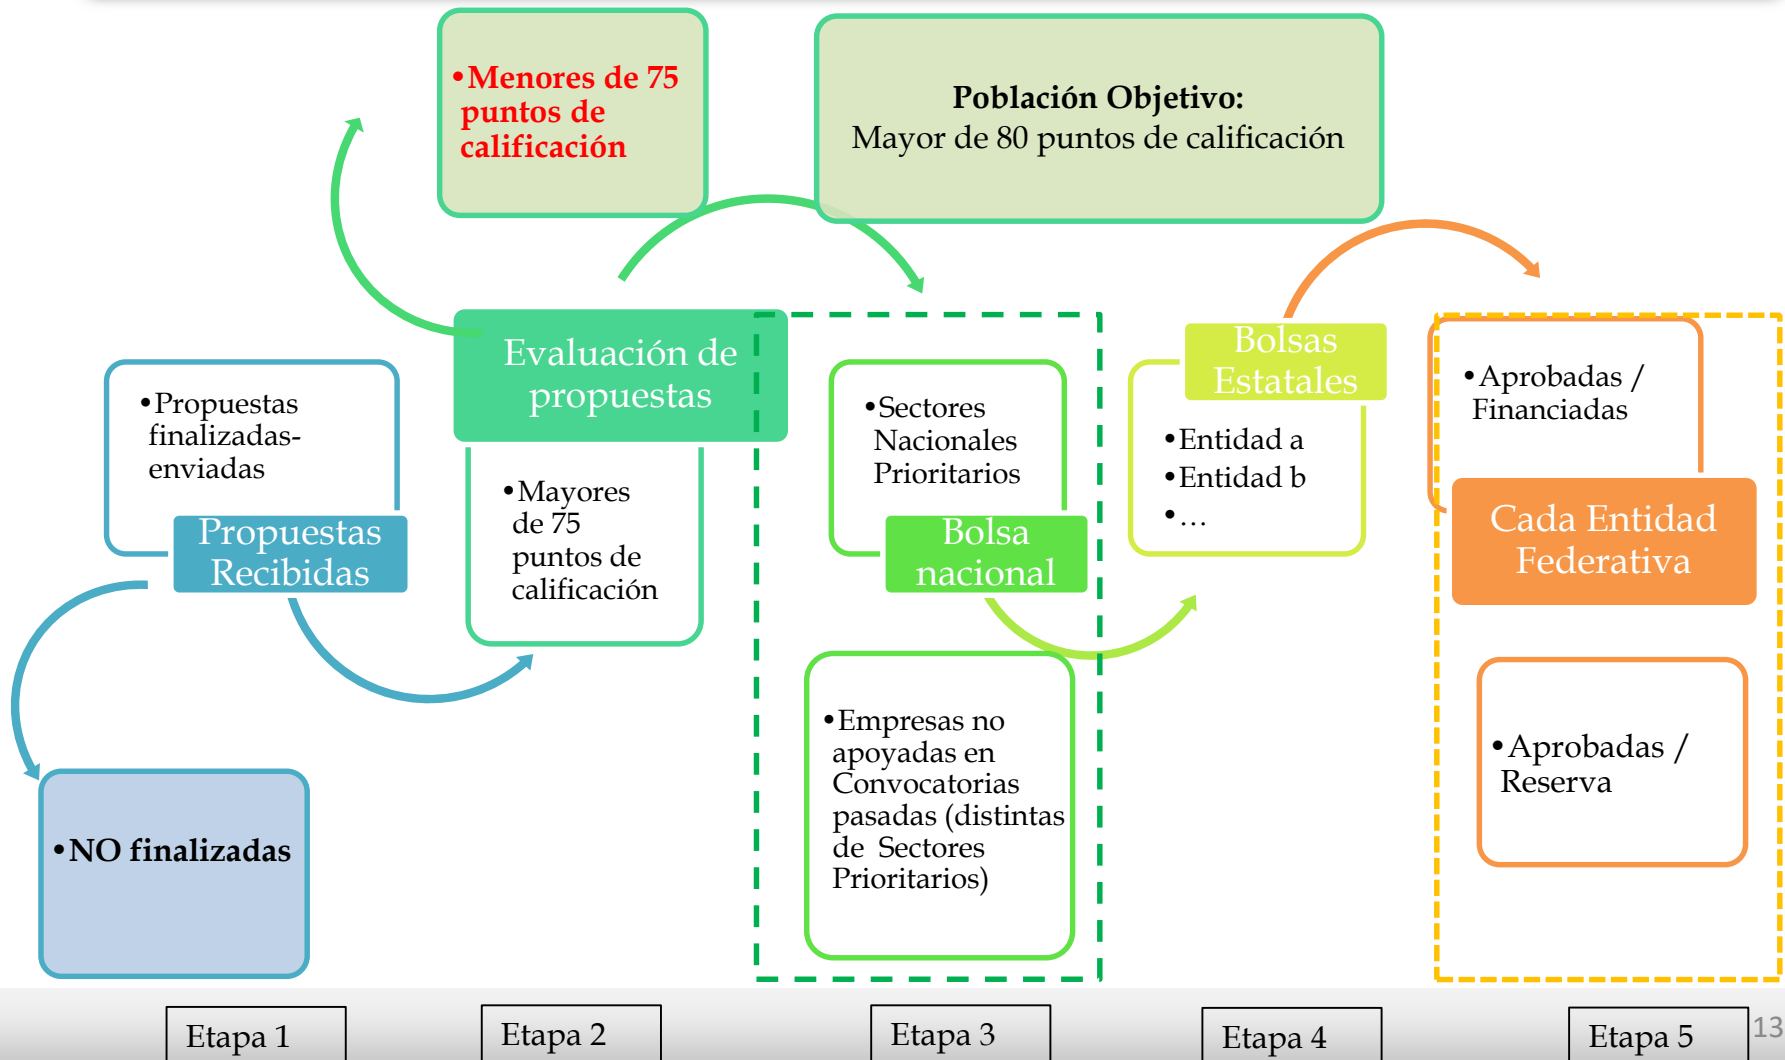 •Menores de 75
puntos de
calificación
Población Objetivo:
Mayor de 80 puntos de calificación
•Propuestas
finalizadas-
enviadas
Propuestas
Recibidas
•NO finalizadas
Evaluación de
propuestas
•Mayores
de 75
puntos de
calificación
•Sectores
Nacionales
Prioritarios
Bolsa
nacional
•Empresas no
apoyadas en
Convocatorias
pasadas (distintas
de Sectores
Prioritarios)
Bolsas
Estatales
•Entidad a
•Entidad b
•…
•Aprobadas /
Financiadas
Cada Entidad
Federativa
•Aprobadas /
Reserva
Etapa 1
Etapa 2
Etapa 3
Etapa 4
Etapa 5
13